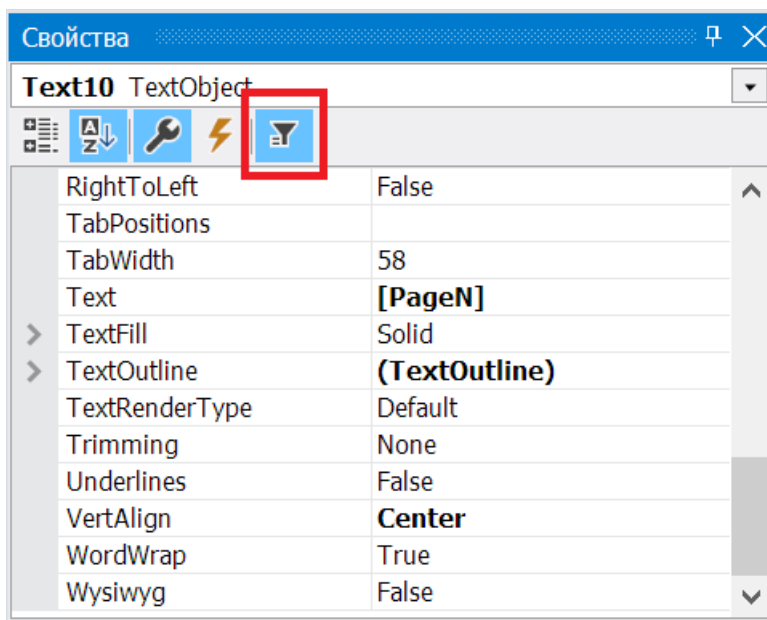 Свойства
Text10 TextObject
RightToLeft False
TabPositions
TabWidth 58
Text [PageN]
TextFill Solid
TextOutline (TextOutline)
TextRenderType Default
Trimming None
Underlines False
VertAlign Center
WordWrap True
Wysiwyg False